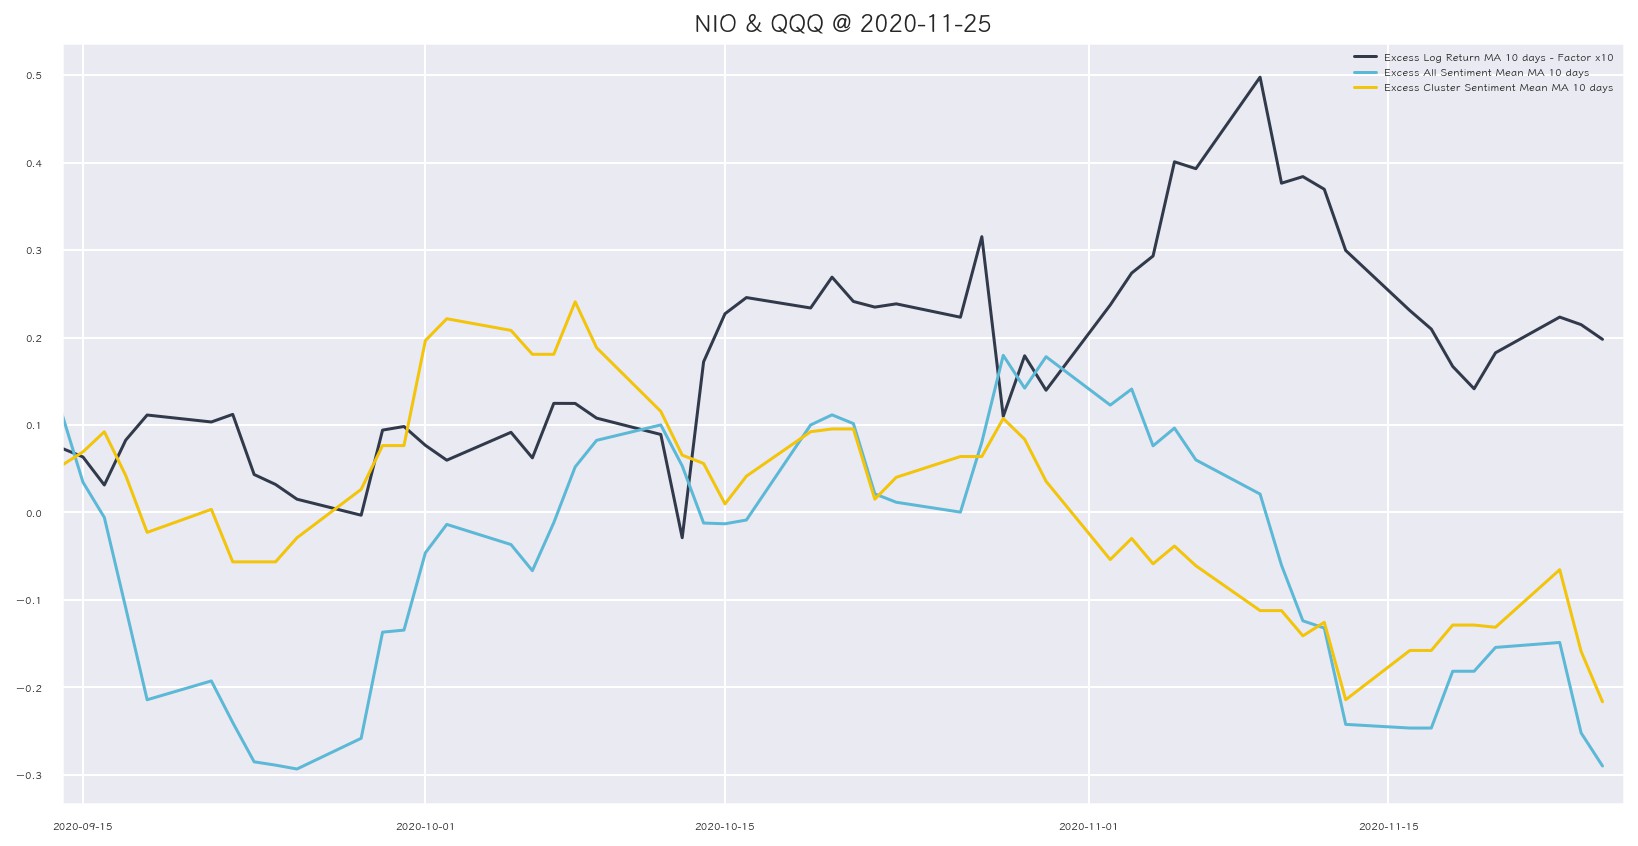 NIO & QQQ @ 2020-11-25
Excess Log Return MA 10 days - Factor x10
Excess All Sentiment Mean MA 10 days
Excess Cluster Sentiment Mean MA 10 days
0.5
0.4
0.3
0.2
0.1
0.0
−0.1
−0.2
−0.3
2020-09-15 2020-10-01 2020-10-15 2020-11-01 2020-11-15